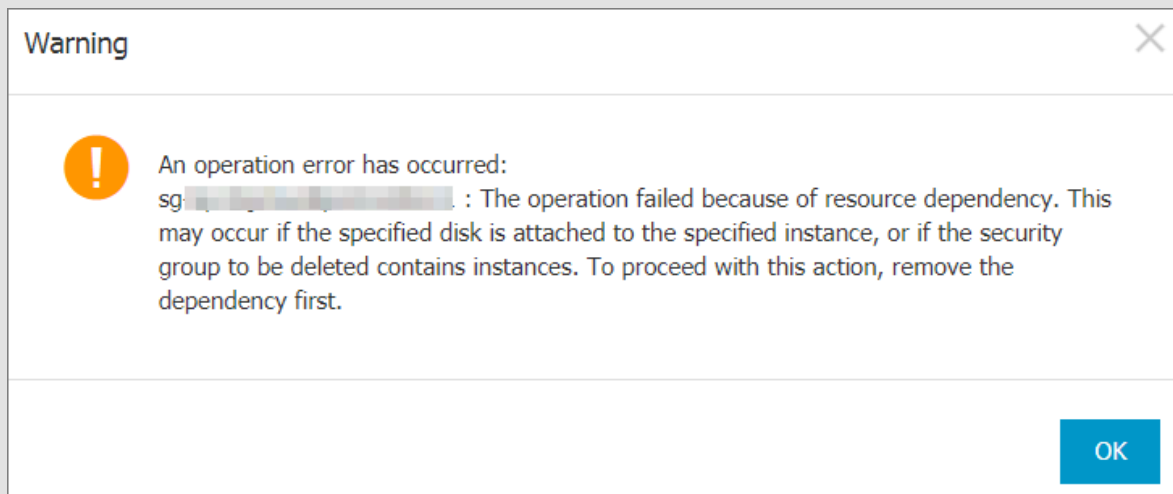 Warning
An operation error has occurred:
sg- : The operation failed because of resource dependency. This
may occur if the specified disk is attached to the specified instance, or if the security
group to be deleted contains instances. To proceed with this action, remove the
dependency first.
OK